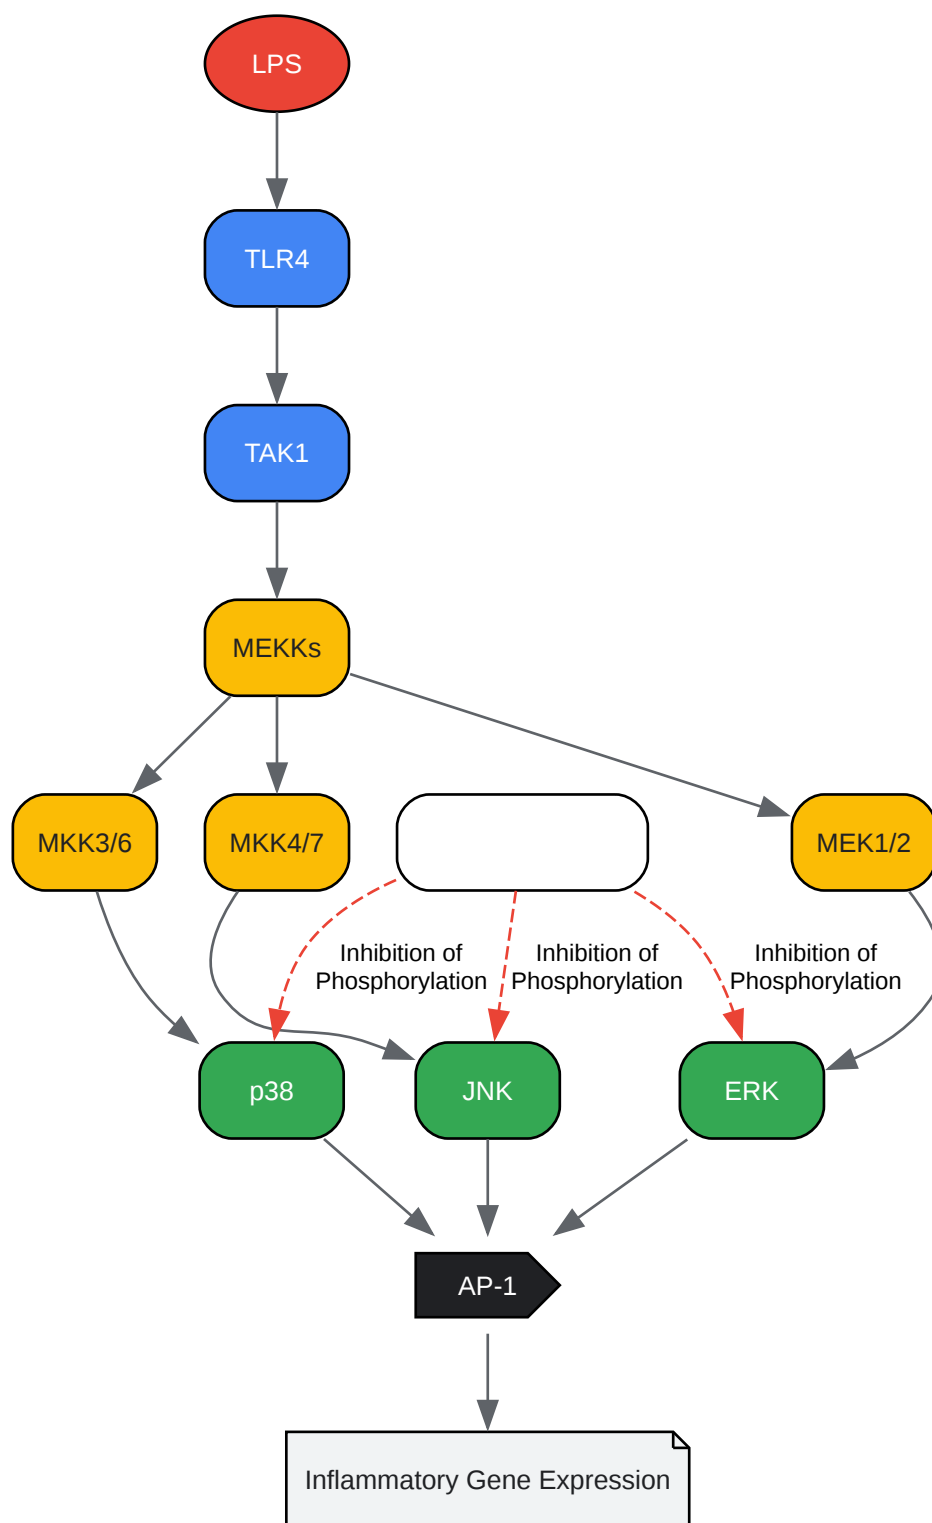 LPS
TLR4
TAK1
MEKKs
MKK3/6
MKK4/7
MEK1/2
Inhibition of
Phosphorylation
Inhibition of
Phosphorylation
Inhibition of
Phosphorylation
p38
JNK
ERK
AP-1
Inflammatory Gene Expression